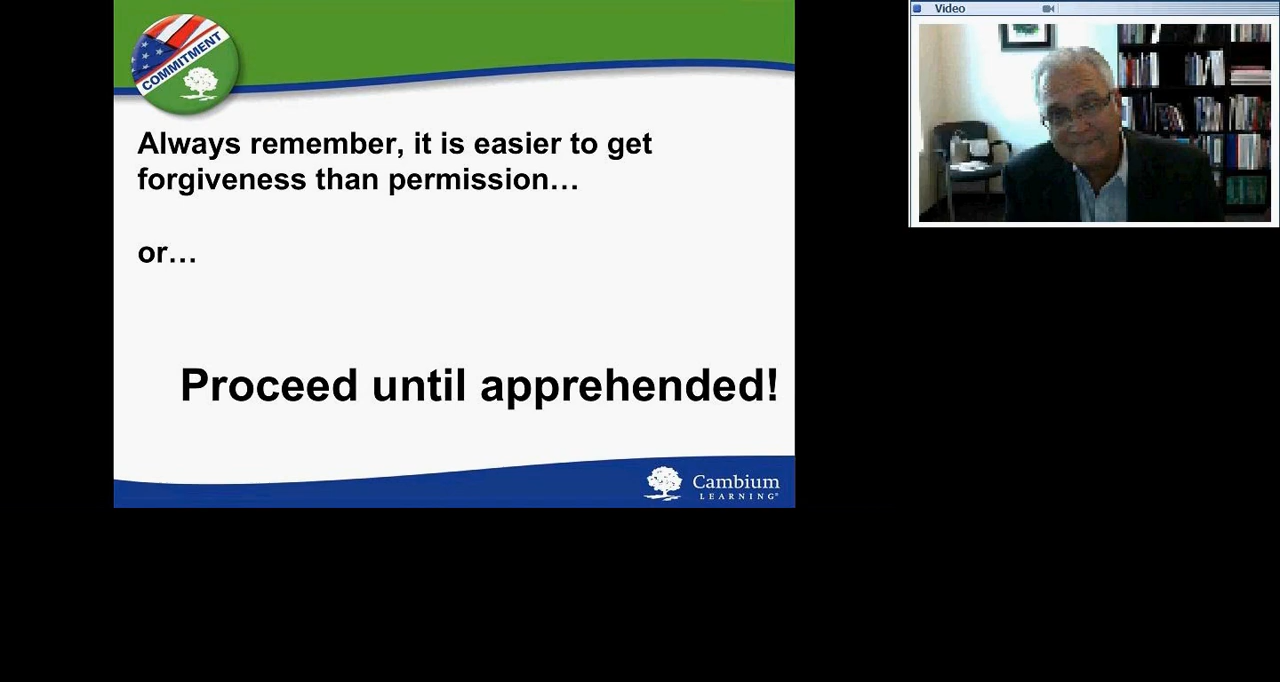 COMMITMENT
Video
Always remember, it is easier to get
forgiveness than permission…
or…
Proceed until apprehended!
Cambium
LEARNING®